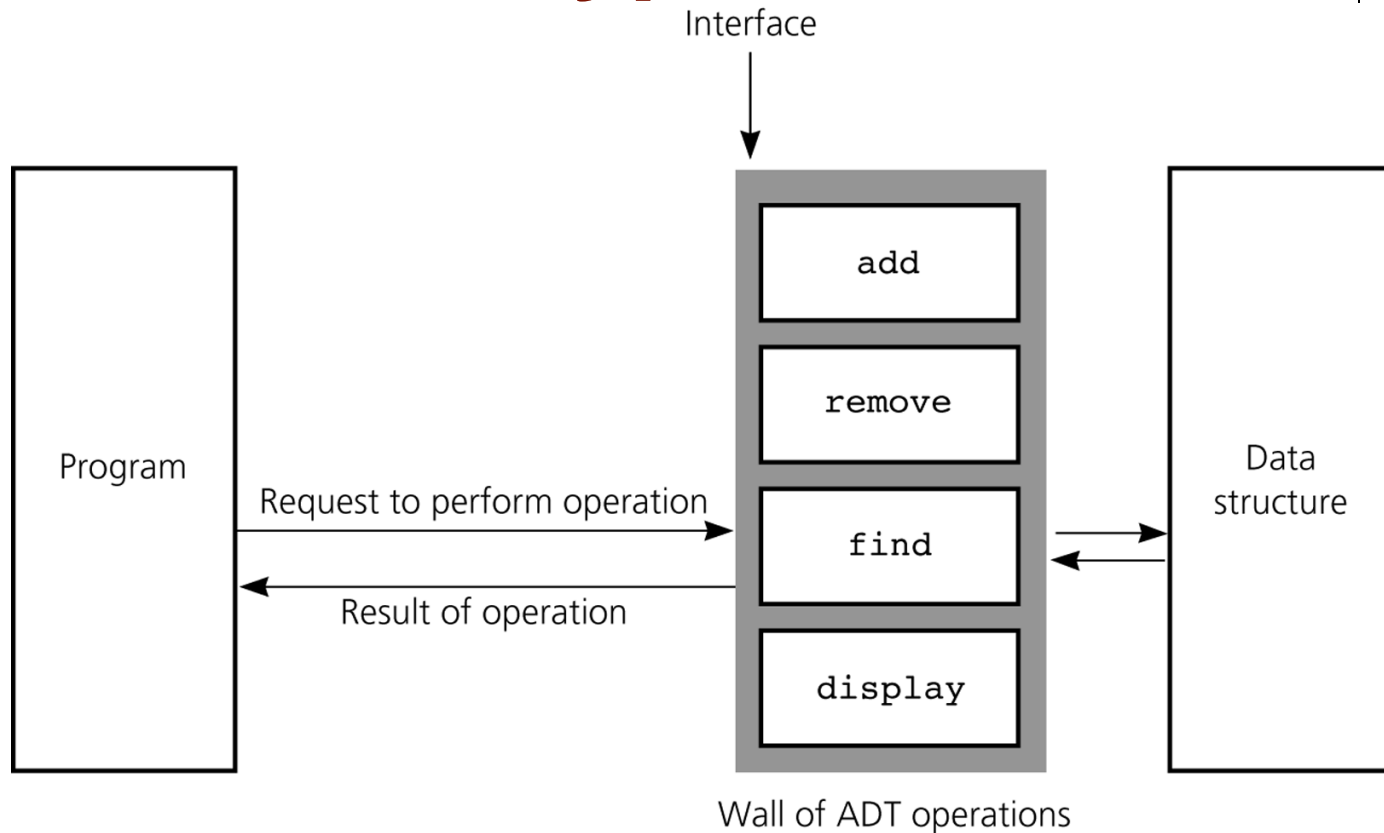 Interface
add
remove
Program
Data
structure
Request to perform operation
find
Result of operation
display
Wall of ADT operations